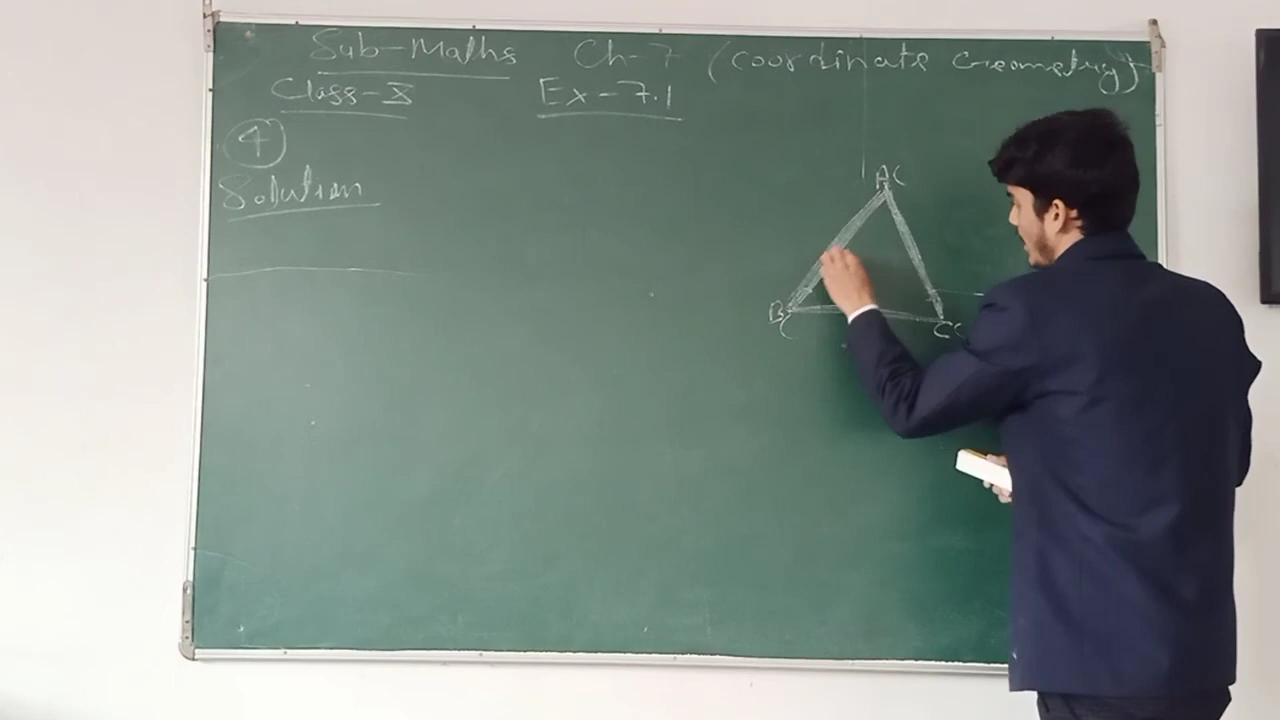 Sub-Maths Ch-7 (Coordinate Geometry)
Class-X Ex-7.1
4
Solution
A(
B(
C(